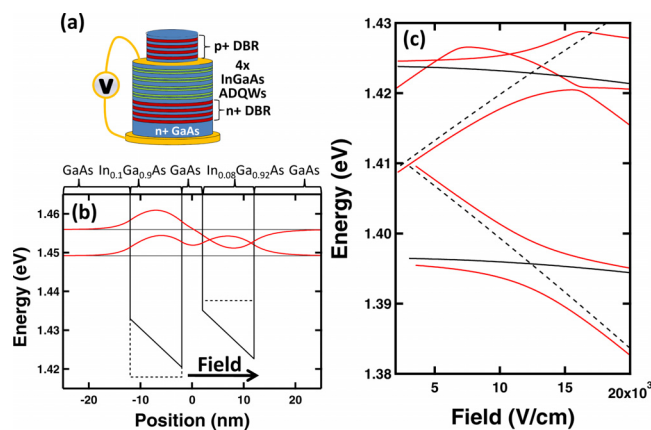 (a)
p+ DBR
4x
InGaAs
ADQWs
n+ DBR
n+ GaAs
V
GaAs In0.1Ga0.9As GaAs In0.08Ga0.92As GaAs
(b)
Energy (eV)
1.46
1.45
1.44
1.43
1.42
Field
-20 -10 0 10 20
Position (nm)
(c)
Energy (eV)
1.43
1.42
1.41
1.40
1.39
1.38
5 10 15 20x10³
Field (V/cm)